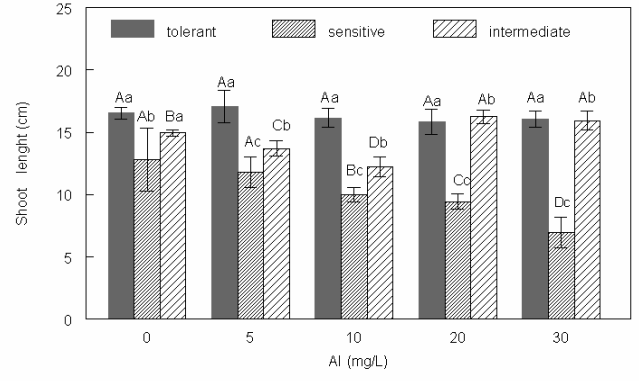 25
20
15
10
5
0
Shoot lenght (cm)
tolerant sensitive intermediate
Aa Ab Ba
Aa Ac Cb
Aa Bc Db
Aa Cc Ab
Aa Dc Ab
0 5 10 20 30
Al (mg/L)